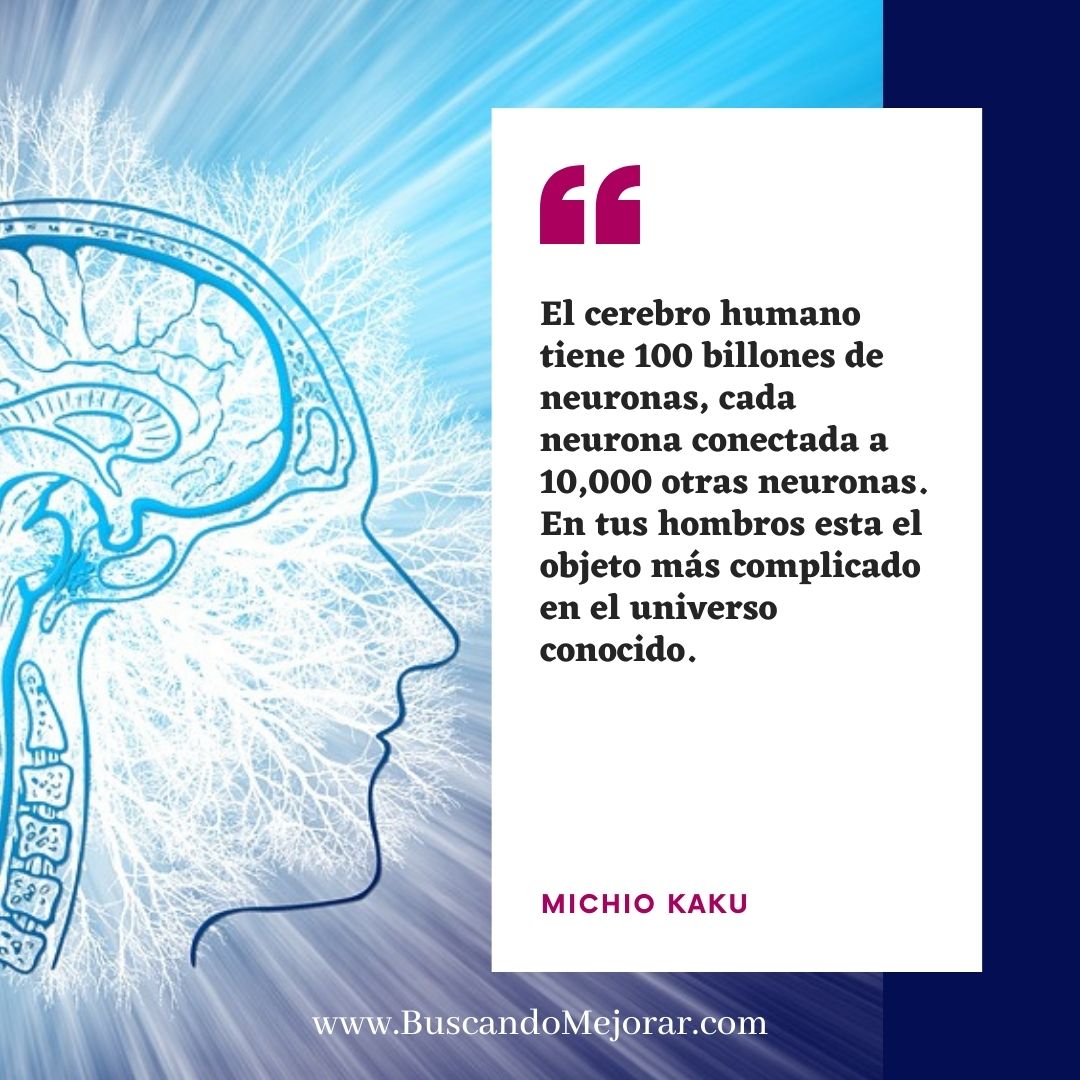 El cerebro humano
tiene 100 billones de
neuronas, cada
neurona conectada a
10,000 otras neuronas.
En tus hombros esta el
objeto más complicado
en el universo
conocido.
MICHIO KAKU
www.BuscandoMejorar.com